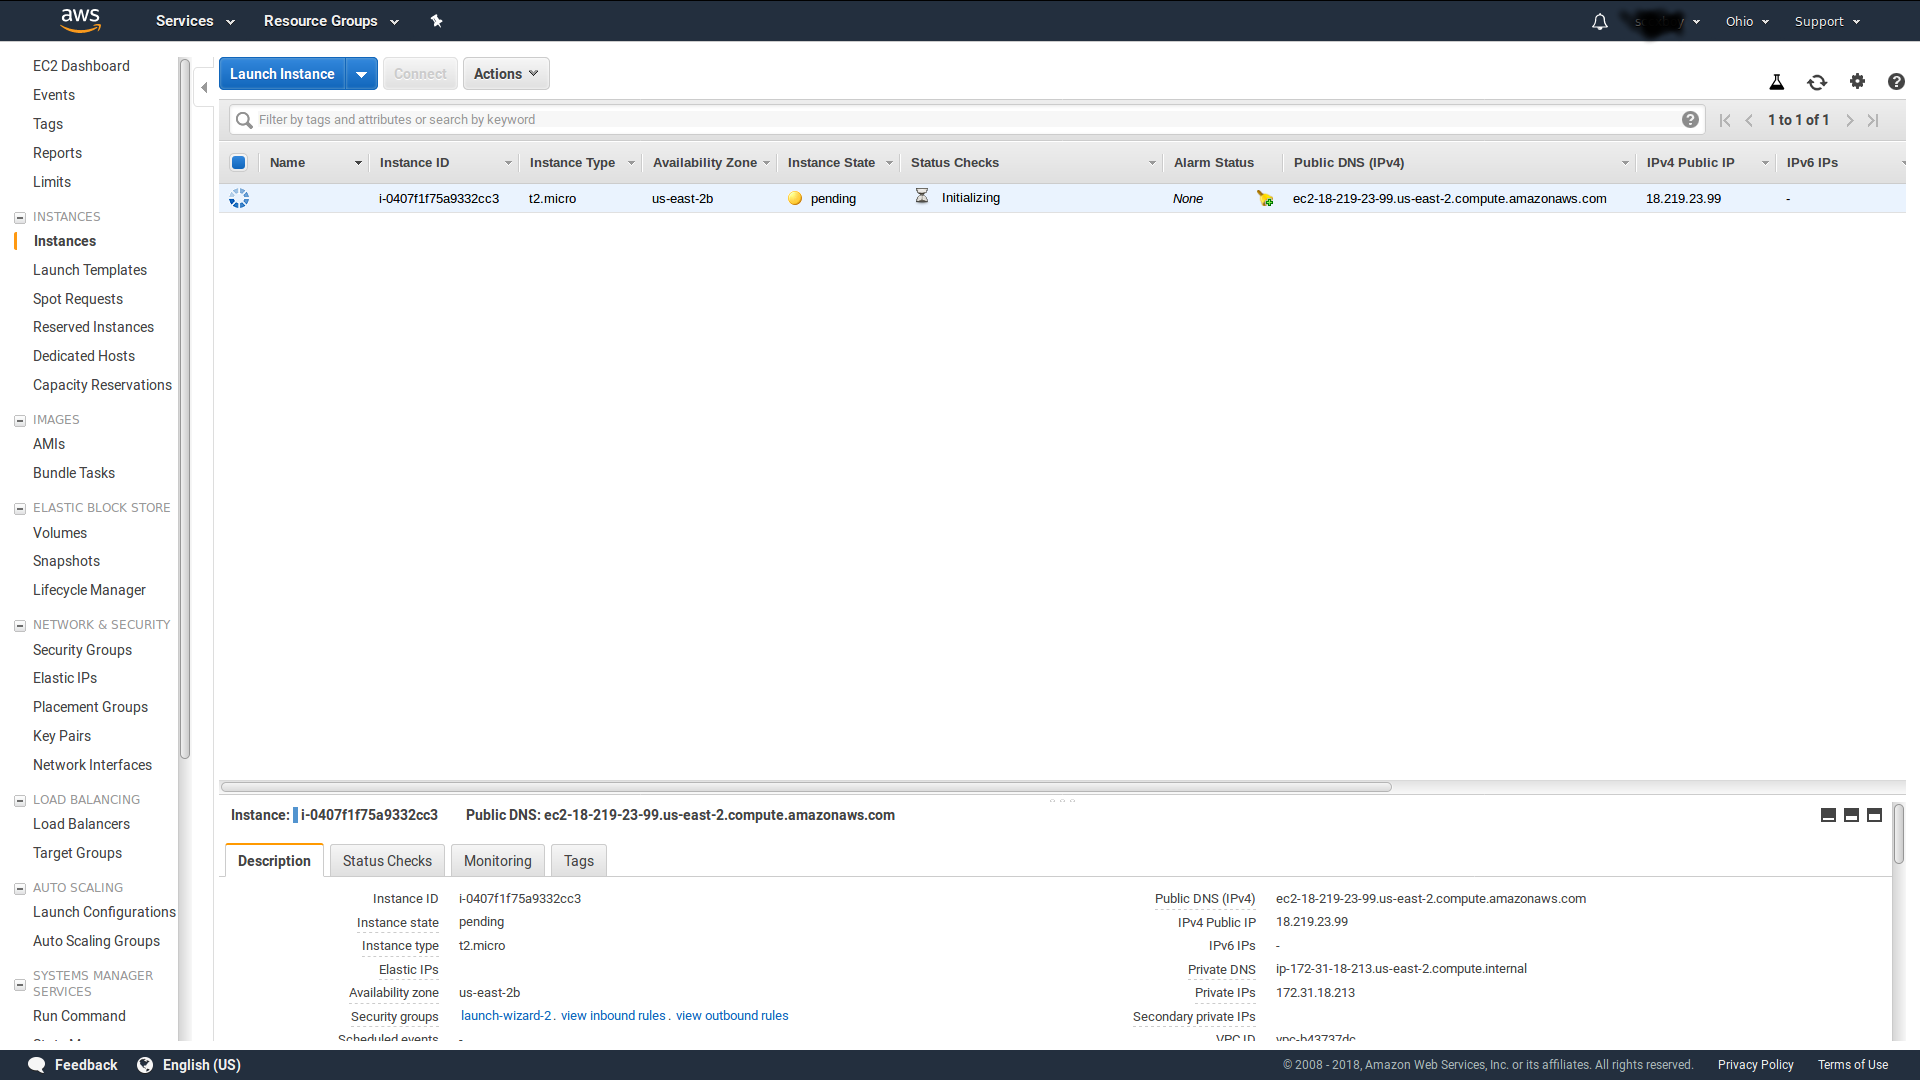 aws Services Resource Groups Ohio Support
EC2 Dashboard
Events
Tags
Reports
Limits
INSTANCES
Instances
Launch Templates
Spot Requests
Reserved Instances
Dedicated Hosts
Capacity Reservations
IMAGES
AMIs
Bundle Tasks
ELASTIC BLOCK STORE
Volumes
Snapshots
Lifecycle Manager
NETWORK & SECURITY
Security Groups
Elastic IPs
Placement Groups
Key Pairs
Network Interfaces
LOAD BALANCING
Load Balancers
Target Groups
AUTO SCALING
Launch Configurations
Auto Scaling Groups
SYSTEMS MANAGER
SERVICES
Run Command
Launch Instance Connect Actions
Filter by tags and attributes or search by keyword 1 to 1 of 1
Name Instance ID Instance Type Availability Zone Instance State Status Checks Alarm Status Public DNS (IPv4) IPv4 Public IP IPv6 IPs
i-0407f1f75a9332cc3 t2.micro us-east-2b pending Initializing None ec2-18-219-23-99.us-east-2.compute.amazonaws.com 18.219.23.99 -
Instance: i-0407f1f75a9332cc3 Public DNS: ec2-18-219-23-99.us-east-2.compute.amazonaws.com
Description Status Checks Monitoring Tags
Instance ID i-0407f1f75a9332cc3 Public DNS (IPv4) ec2-18-219-23-99.us-east-2.compute.amazonaws.com
Instance state pending IPv4 Public IP 18.219.23.99
Instance type t2.micro IPv6 IPs -
Elastic IPs Private DNS ip-172-31-18-213.us-east-2.compute.internal
Availability zone us-east-2b Private IPs 172.31.18.213
Security groups launch-wizard-2. view inbound rules. view outbound rules Secondary private IPs
Scheduled events - VPC ID vpc-b43737dc
Feedback English (US) © 2008 - 2018, Amazon Web Services, Inc. or its affiliates. All rights reserved. Privacy Policy Terms of Use